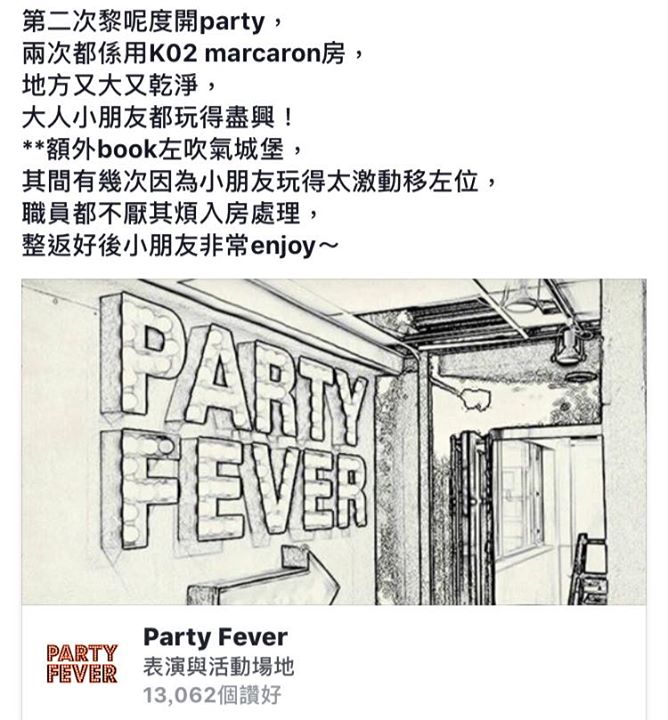 第二次黎呢度開party，
兩次都係用K02 marcaron房，
地方又大又乾淨，
大人小朋友都玩得盡興！
**額外book左吹氣城堡，
其間有幾次因為小朋友玩得太激動移左位，
職員都不厭其煩入房處理，
整返好後小朋友非常enjoy～
PARTY
FEVER
PARTY
FEVER
Party Fever
表演與活動場地
13,062個讚好